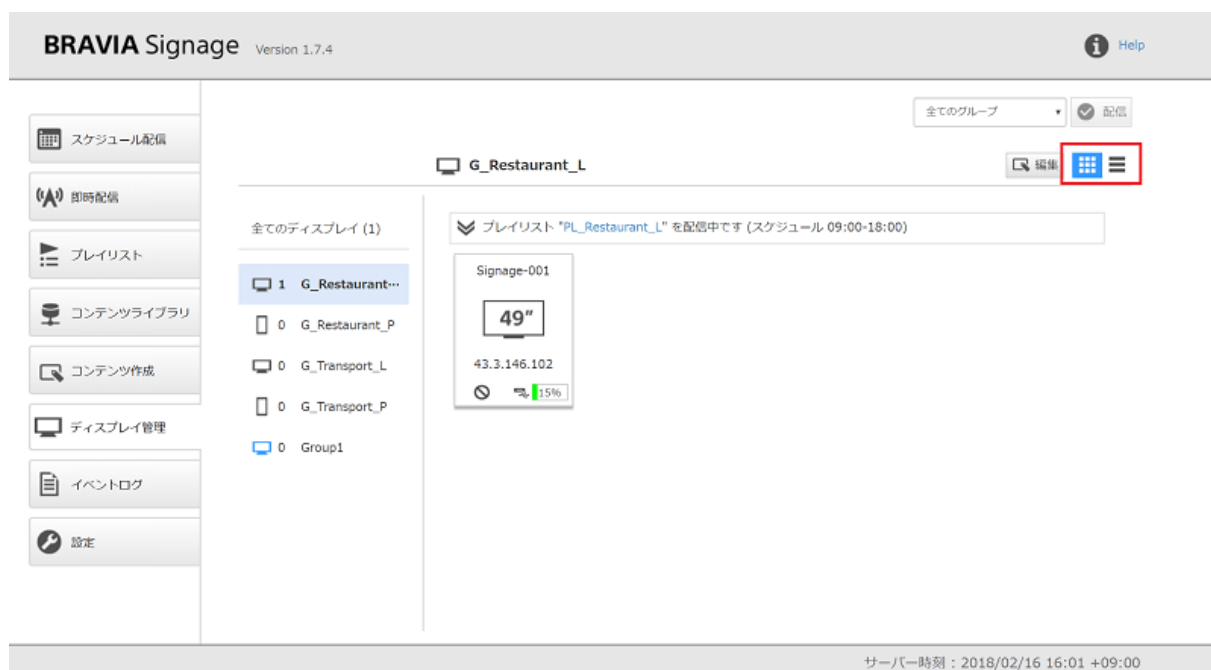 BRAVIA Signage Version 1.7.4
Help
全てのグループ
配信
スケジュール配信
即時配信
プレイリスト
コンテンツライブラリ
コンテンツ作成
ディスプレイ管理
イベントログ
設定
G_Restaurant_L
編集
全てのディスプレイ (1)
1 G_Restaurant…
0 G_Restaurant_P
0 G_Transport_L
0 G_Transport_P
0 Group1
プレイリスト "PL_Restaurant_L" を配信中です (スケジュール 09:00-18:00)
Signage-001
49"
43.3.146.102
15%
サーバー時刻 : 2018/02/16 16:01 +09:00